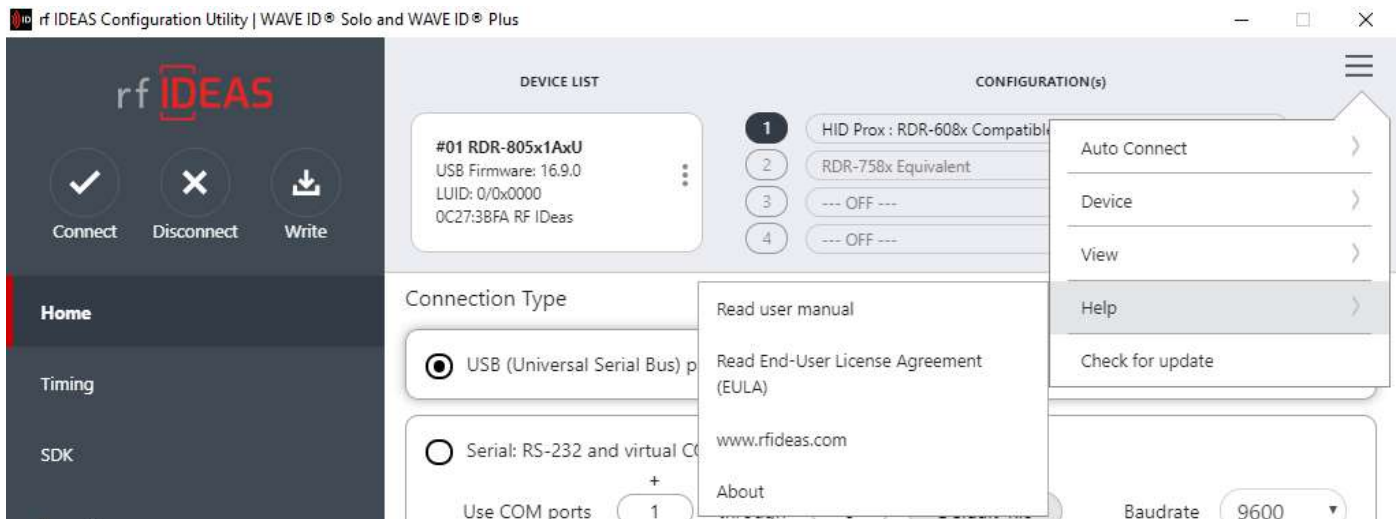 rf IDEAS Configuration Utility | WAVE ID® Solo and WAVE ID® Plus
rf IDEAS
Connect
Disconnect
Write
Home
Timing
SDK
DEVICE LIST
#01 RDR-805x1AxU
USB Firmware: 16.9.0
LUID: 0/0x0000
0C27:3BFA RF IDeas
CONFIGURATION(s)
1 HID Prox : RDR-608x Compatible
2 RDR-758x Equivalent
3 --- OFF ---
4 --- OFF ---
Auto Connect
Device
View
Help
Check for update
Read user manual
Read End-User License Agreement
(EULA)
www.rfideas.com
About
Connection Type
USB (Universal Serial Bus) p
Serial: RS-232 and virtual CO
+
Use COM ports 1
Baudrate 9600